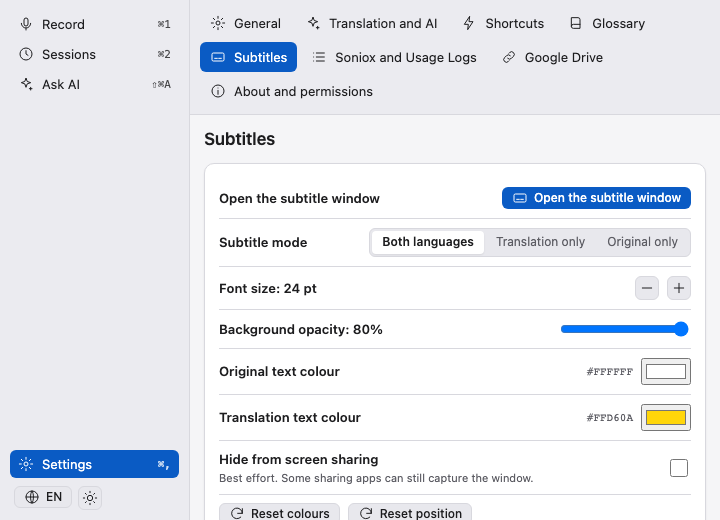 Record ⌘1
Sessions ⌘2
Ask AI ⇧⌘A
Settings ⌘,
EN
General Translation and AI Shortcuts Glossary
Subtitles Soniox and Usage Logs Google Drive
About and permissions
Subtitles
Open the subtitle window Open the subtitle window
Subtitle mode Both languages Translation only Original only
Font size: 24 pt
Background opacity: 80%
Original text colour #FFFFFF
Translation text colour #FFD60A
Hide from screen sharing
Best effort. Some sharing apps can still capture the window.
Reset colours Reset position